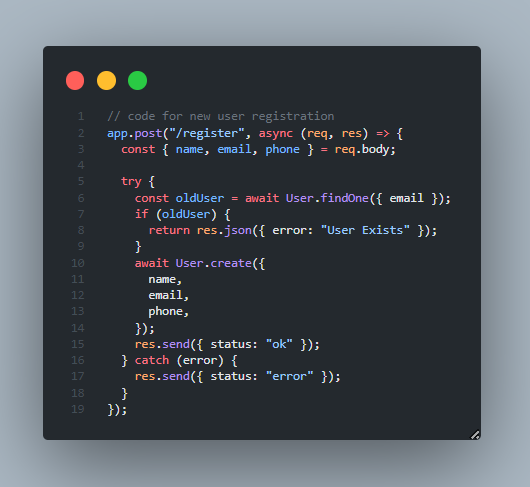 1 // code for new user registration
2 app.post("/register", async (req, res) => {
3   const { name, email, phone } = req.body;
4
5   try {
6     const oldUser = await User.findOne({ email });
7     if (oldUser) {
8       return res.json({ error: "User Exists" });
9     }
10     await User.create({
11       name,
12       email,
13       phone,
14     });
15     res.send({ status: "ok" });
16   } catch (error) {
17     res.send({ status: "error" });
18   }
19 });